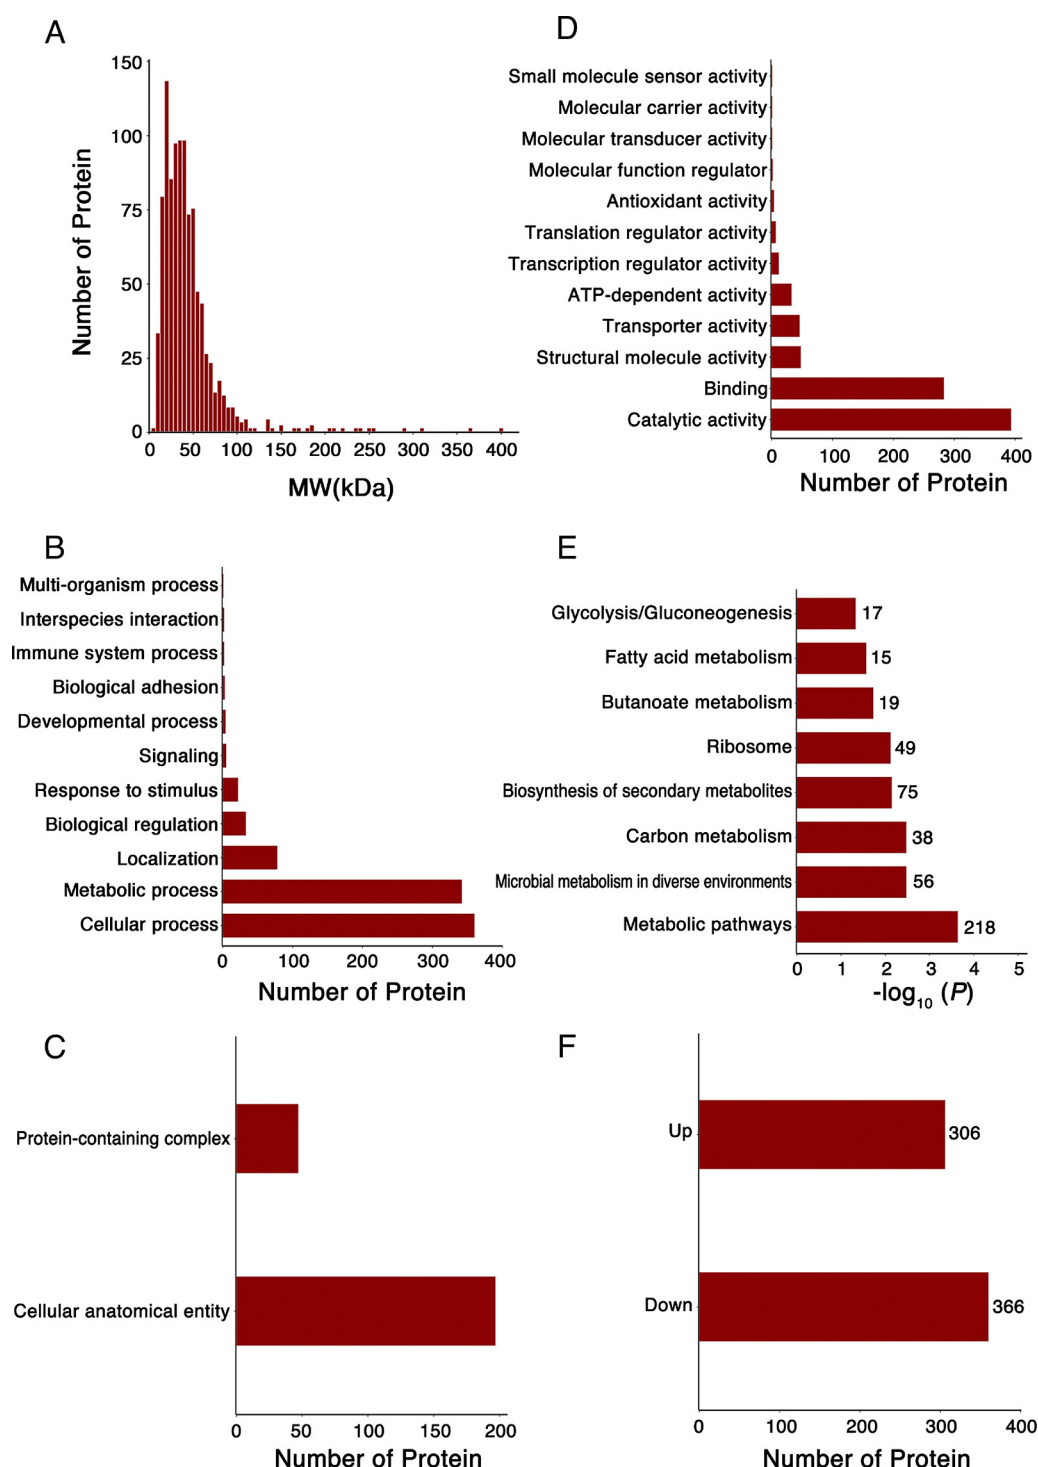 A
150
125
100
75
50
25
0
Number of Protein
0 50 100 150 200 250 300 350 400
MW(kDa)
D
Small molecule sensor activity
Molecular carrier activity
Molecular transducer activity
Molecular function regulator
Antioxidant activity
Translation regulator activity
Transcription regulator activity
ATP-dependent activity
Transporter activity
Structural molecule activity
Binding
Catalytic activity
0 100 200 300 400
Number of Protein
B
Multi-organism process
Interspecies interaction
Immune system process
Biological adhesion
Developmental process
Signaling
Response to stimulus
Biological regulation
Localization
Metabolic process
Cellular process
0 100 200 300 400
Number of Protein
E
Glycolysis/Gluconeogenesis 17
Fatty acid metabolism 15
Butanoate metabolism 19
Ribosome 49
Biosynthesis of secondary metabolites 75
Carbon metabolism 38
Microbial metabolism in diverse environments 56
Metabolic pathways 218
0 1 2 3 4 5
-log10 (P)
C
Protein-containing complex
Cellular anatomical entity
0 50 100 150 200
Number of Protein
F
Up 306
Down 366
0 100 200 300 400
Number of Protein